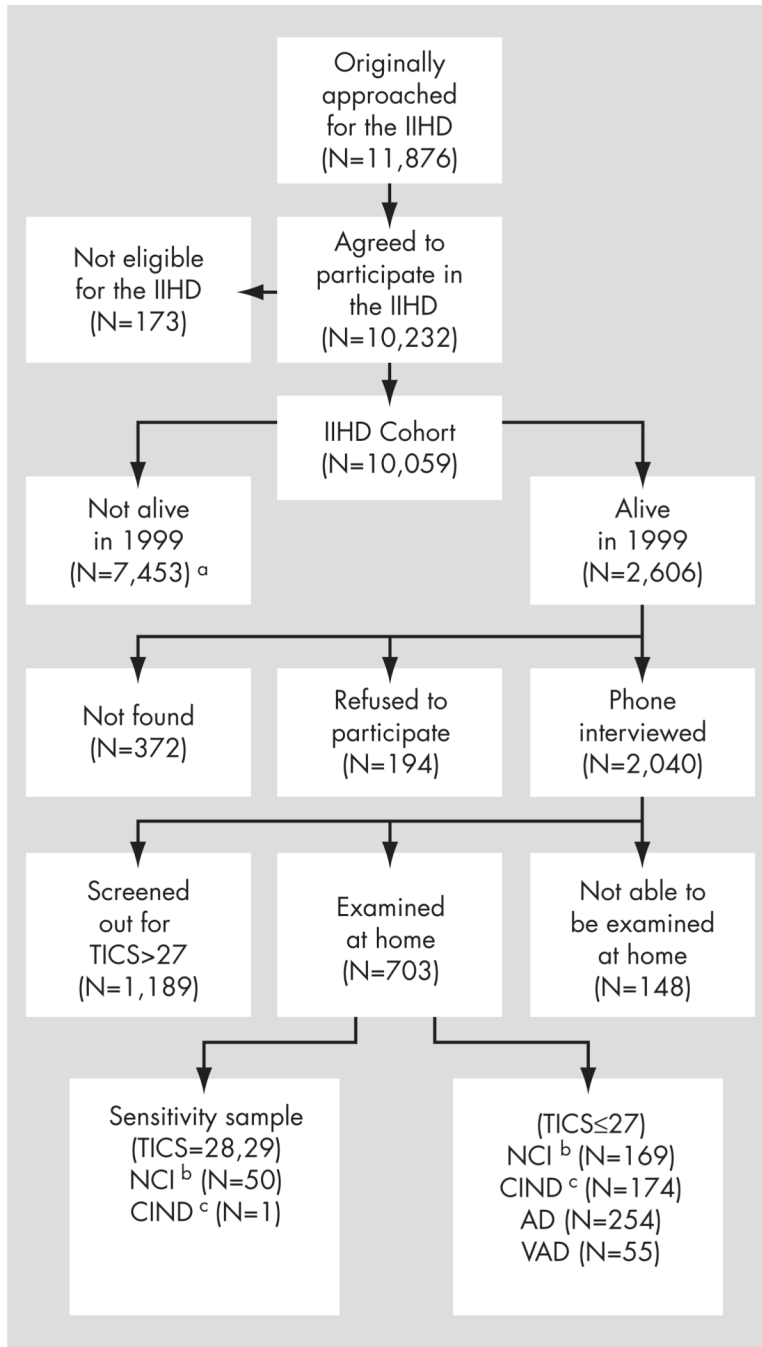 Originally
approached
for the IIHD
(N=11,876)
Not eligible
for the IIHD
(N=173)
Agreed to
participate in
the IIHD
(N=10,232)
IIHD Cohort
(N=10,059)
Not alive
in 1999
(N=7,453) a
Alive
in 1999
(N=2,606)
Not found
(N=372)
Refused to
participate
(N=194)
Phone
interviewed
(N=2,040)
Screened
out for
TICS>27
(N=1,189)
Examined
at home
(N=703)
Not able to
be examined
at home
(N=148)
Sensitivity sample
(TICS=28,29)
NCI b (N=50)
CIND c (N=1)
(TICS≤27)
NCI b (N=169)
CIND c (N=174)
AD (N=254)
VAD (N=55)